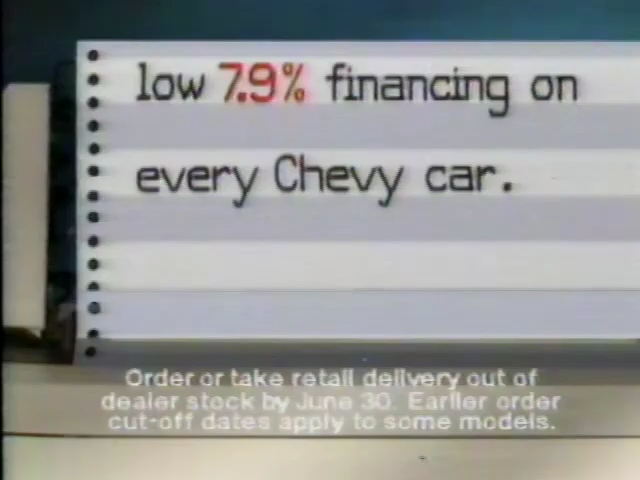 low 7.9% financing on
every Chevy car.
Order or take retail delivery out of
dealer stock by June 30. Earlier order
cut-off dates apply to some models.